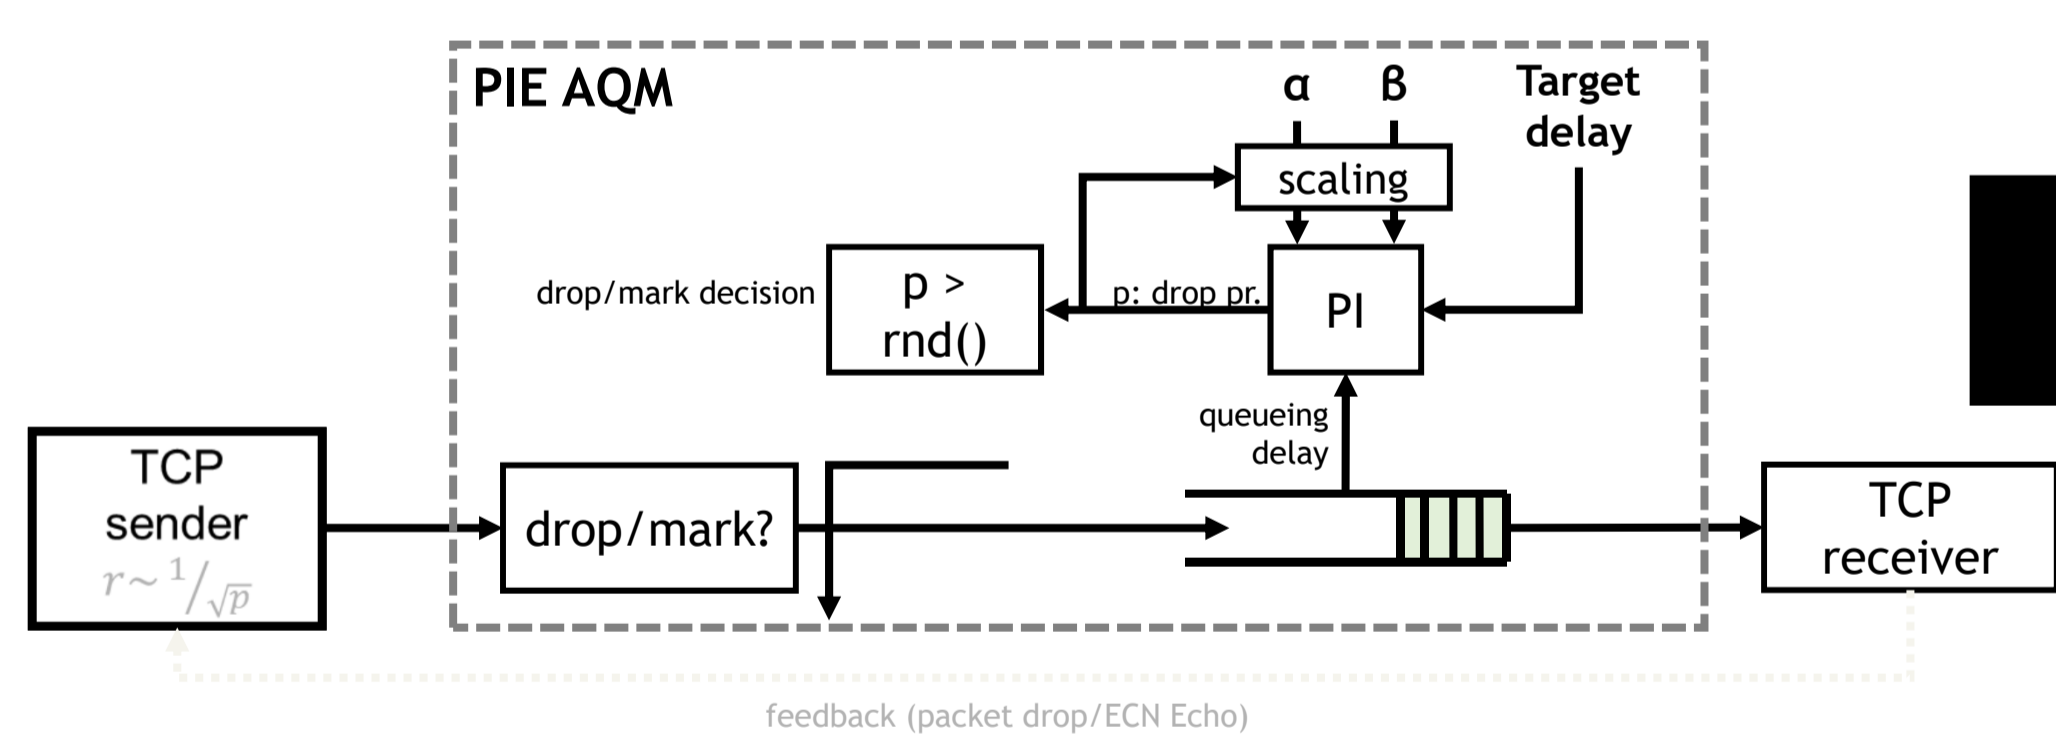 PIE AQM
α
β
Target
delay
scaling
drop/mark decision
p >
rnd()
p: drop pr.
PI
queueing
delay
TCP
sender
r~ 1/√p
drop/mark?
TCP
receiver
feedback (packet drop/ECN Echo)